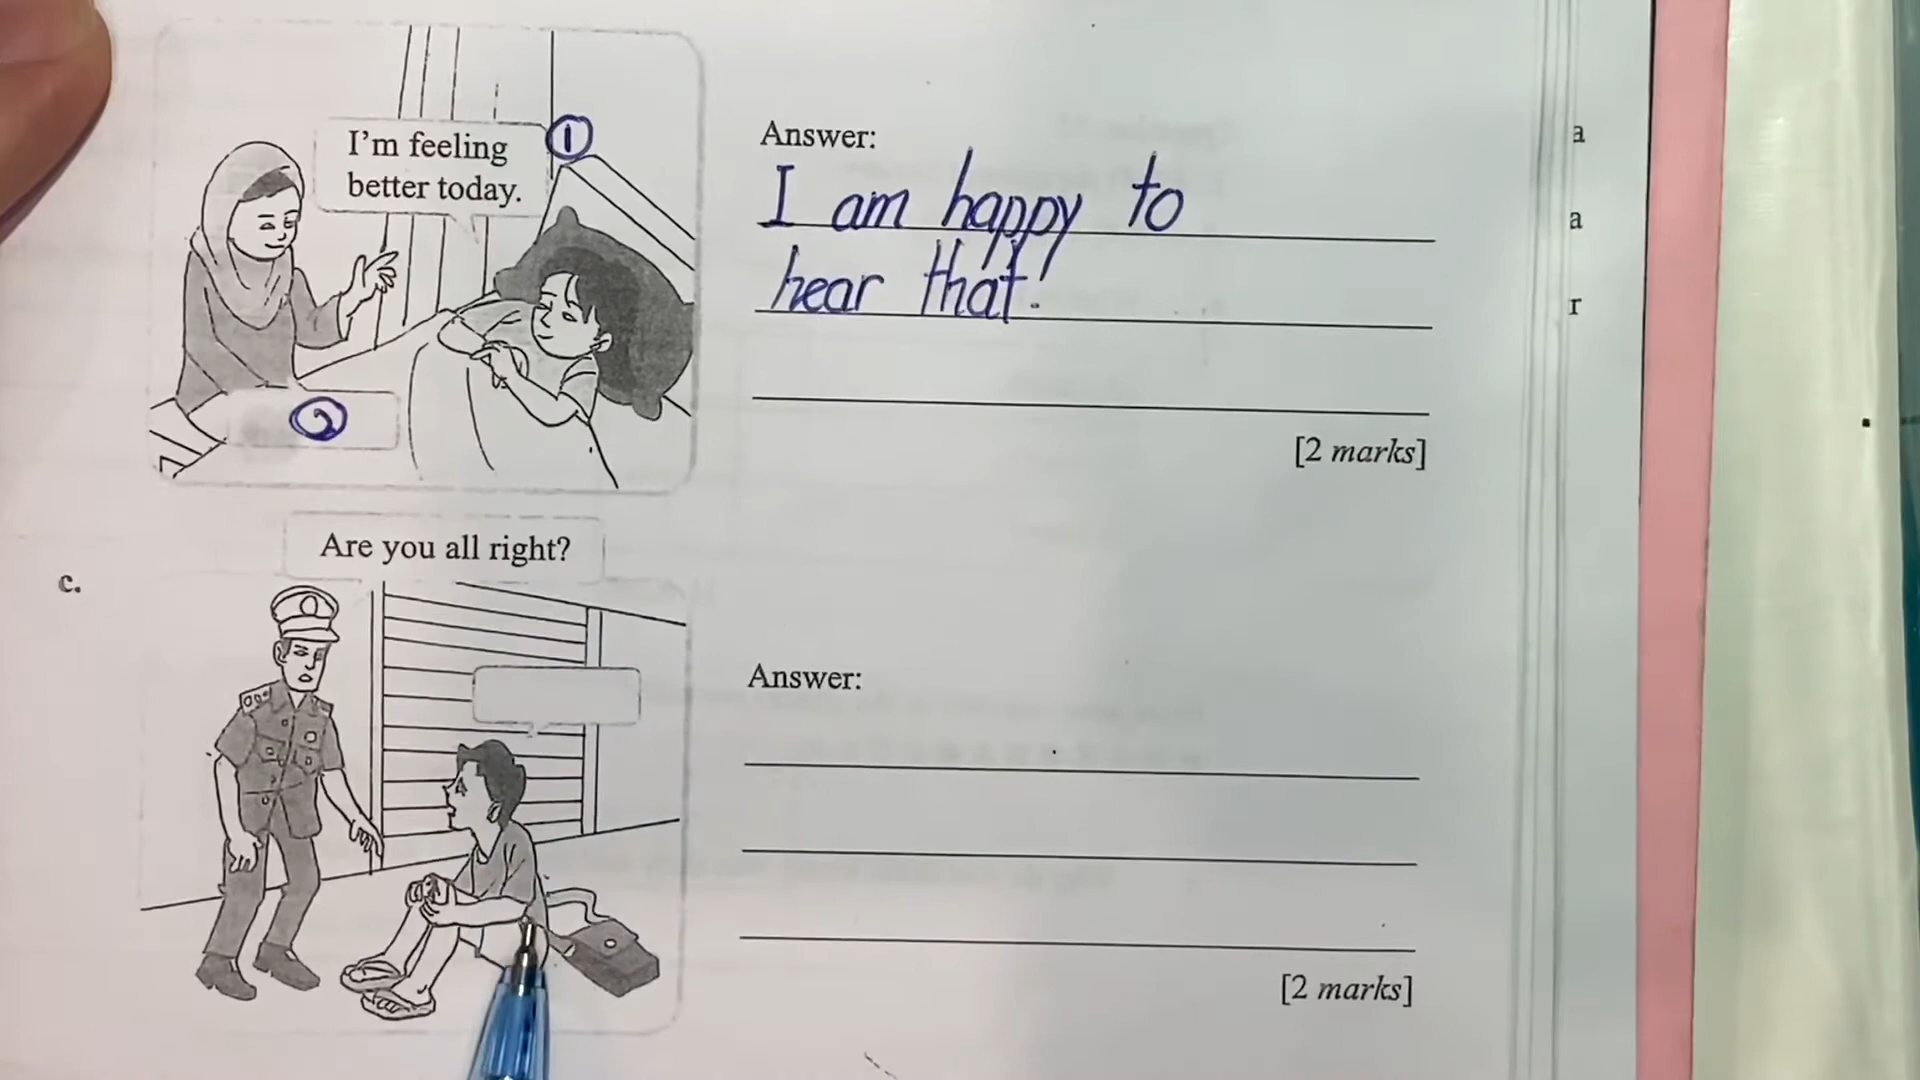 I'm feeling
better today.
1
2
Answer:
I am happy to
hear that!
[2 marks]
Are you all right?
c.
Answer:
[2 marks]
a
a
r